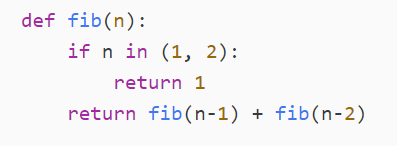 def fib(n):
    if n in (1, 2):
        return 1
    return fib(n-1) + fib(n-2)